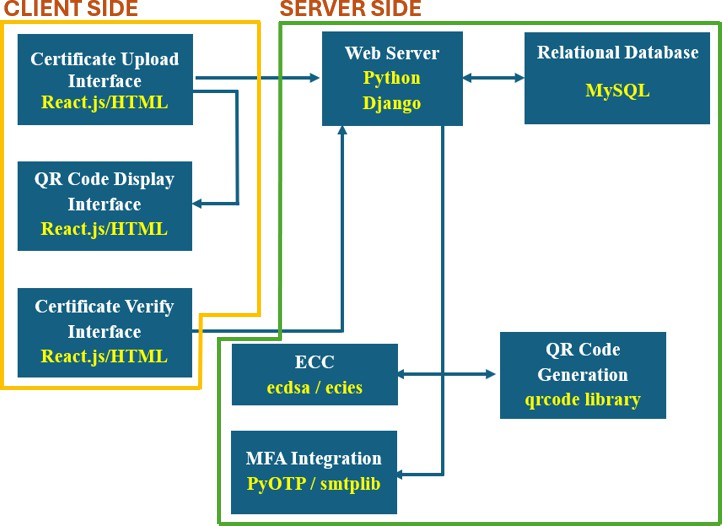 CLIENT SIDE
Certificate Upload
Interface
React.js/HTML
QR Code Display
Interface
React.js/HTML
Certificate Verify
Interface
React.js/HTML
SERVER SIDE
Web Server
Python
Django
Relational Database
MySQL
ECC
ecdsa / ecies
QR Code
Generation
qrcode library
MFA Integration
PyOTP / smtplib